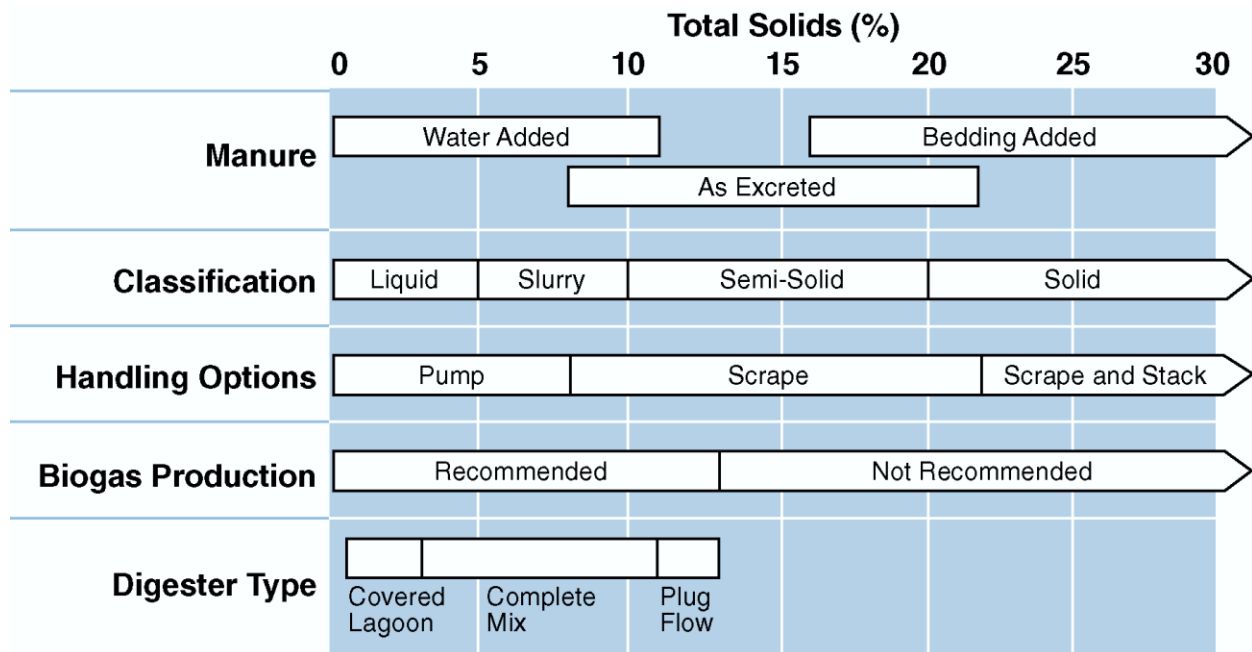 Total Solids (%)
0 5 10 15 20 25 30
Manure
Water Added
Bedding Added
As Excreted
Classification
Liquid
Slurry
Semi-Solid
Solid
Handling Options
Pump
Scrape
Scrape and Stack
Biogas Production
Recommended
Not Recommended
Digester Type
Covered
Lagoon
Complete
Mix
Plug
Flow